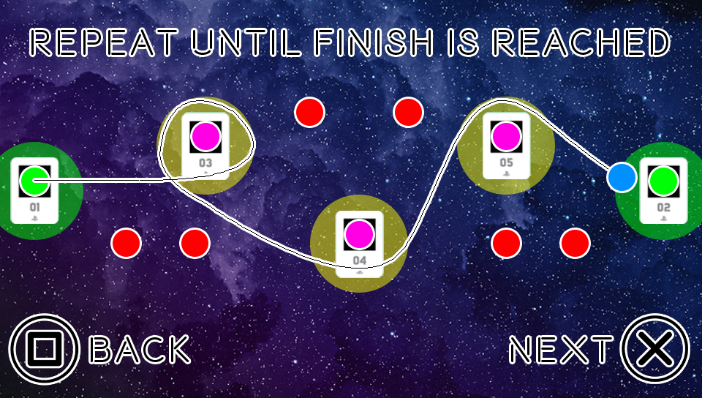 REPEAT UNTIL FINISH IS REACHED
03
05
01
02
04
BACK
NEXT